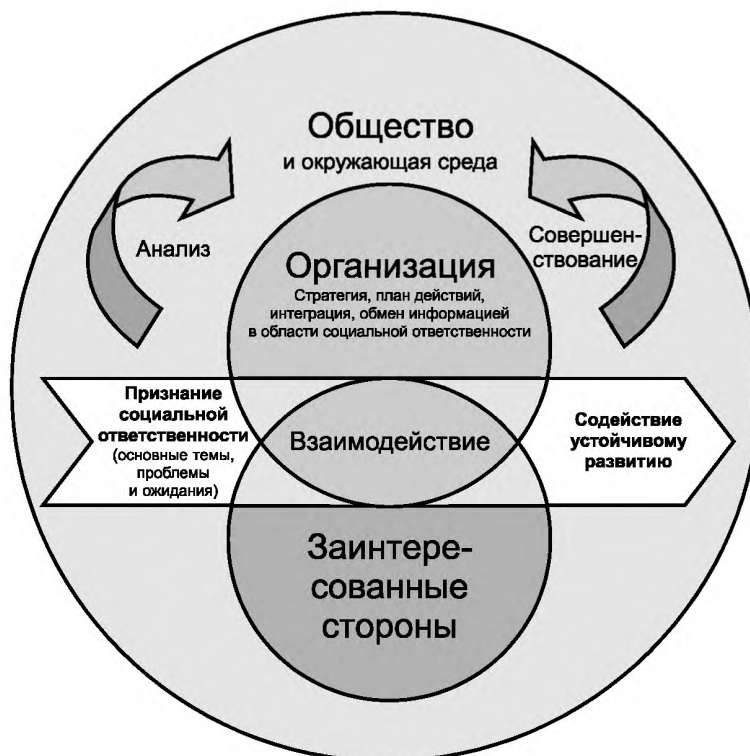 Общество
и окружающая среда
Анализ
Совершен-
ствование
Организация
Стратегия, план действий,
интеграция, обмен информацией
в области социальной ответственности
Признание
социальной
ответственности
(основные темы,
проблемы
и ожидания)
Взаимодействие
Содействие
устойчивому
развитию
Заинтере-
сованные
стороны